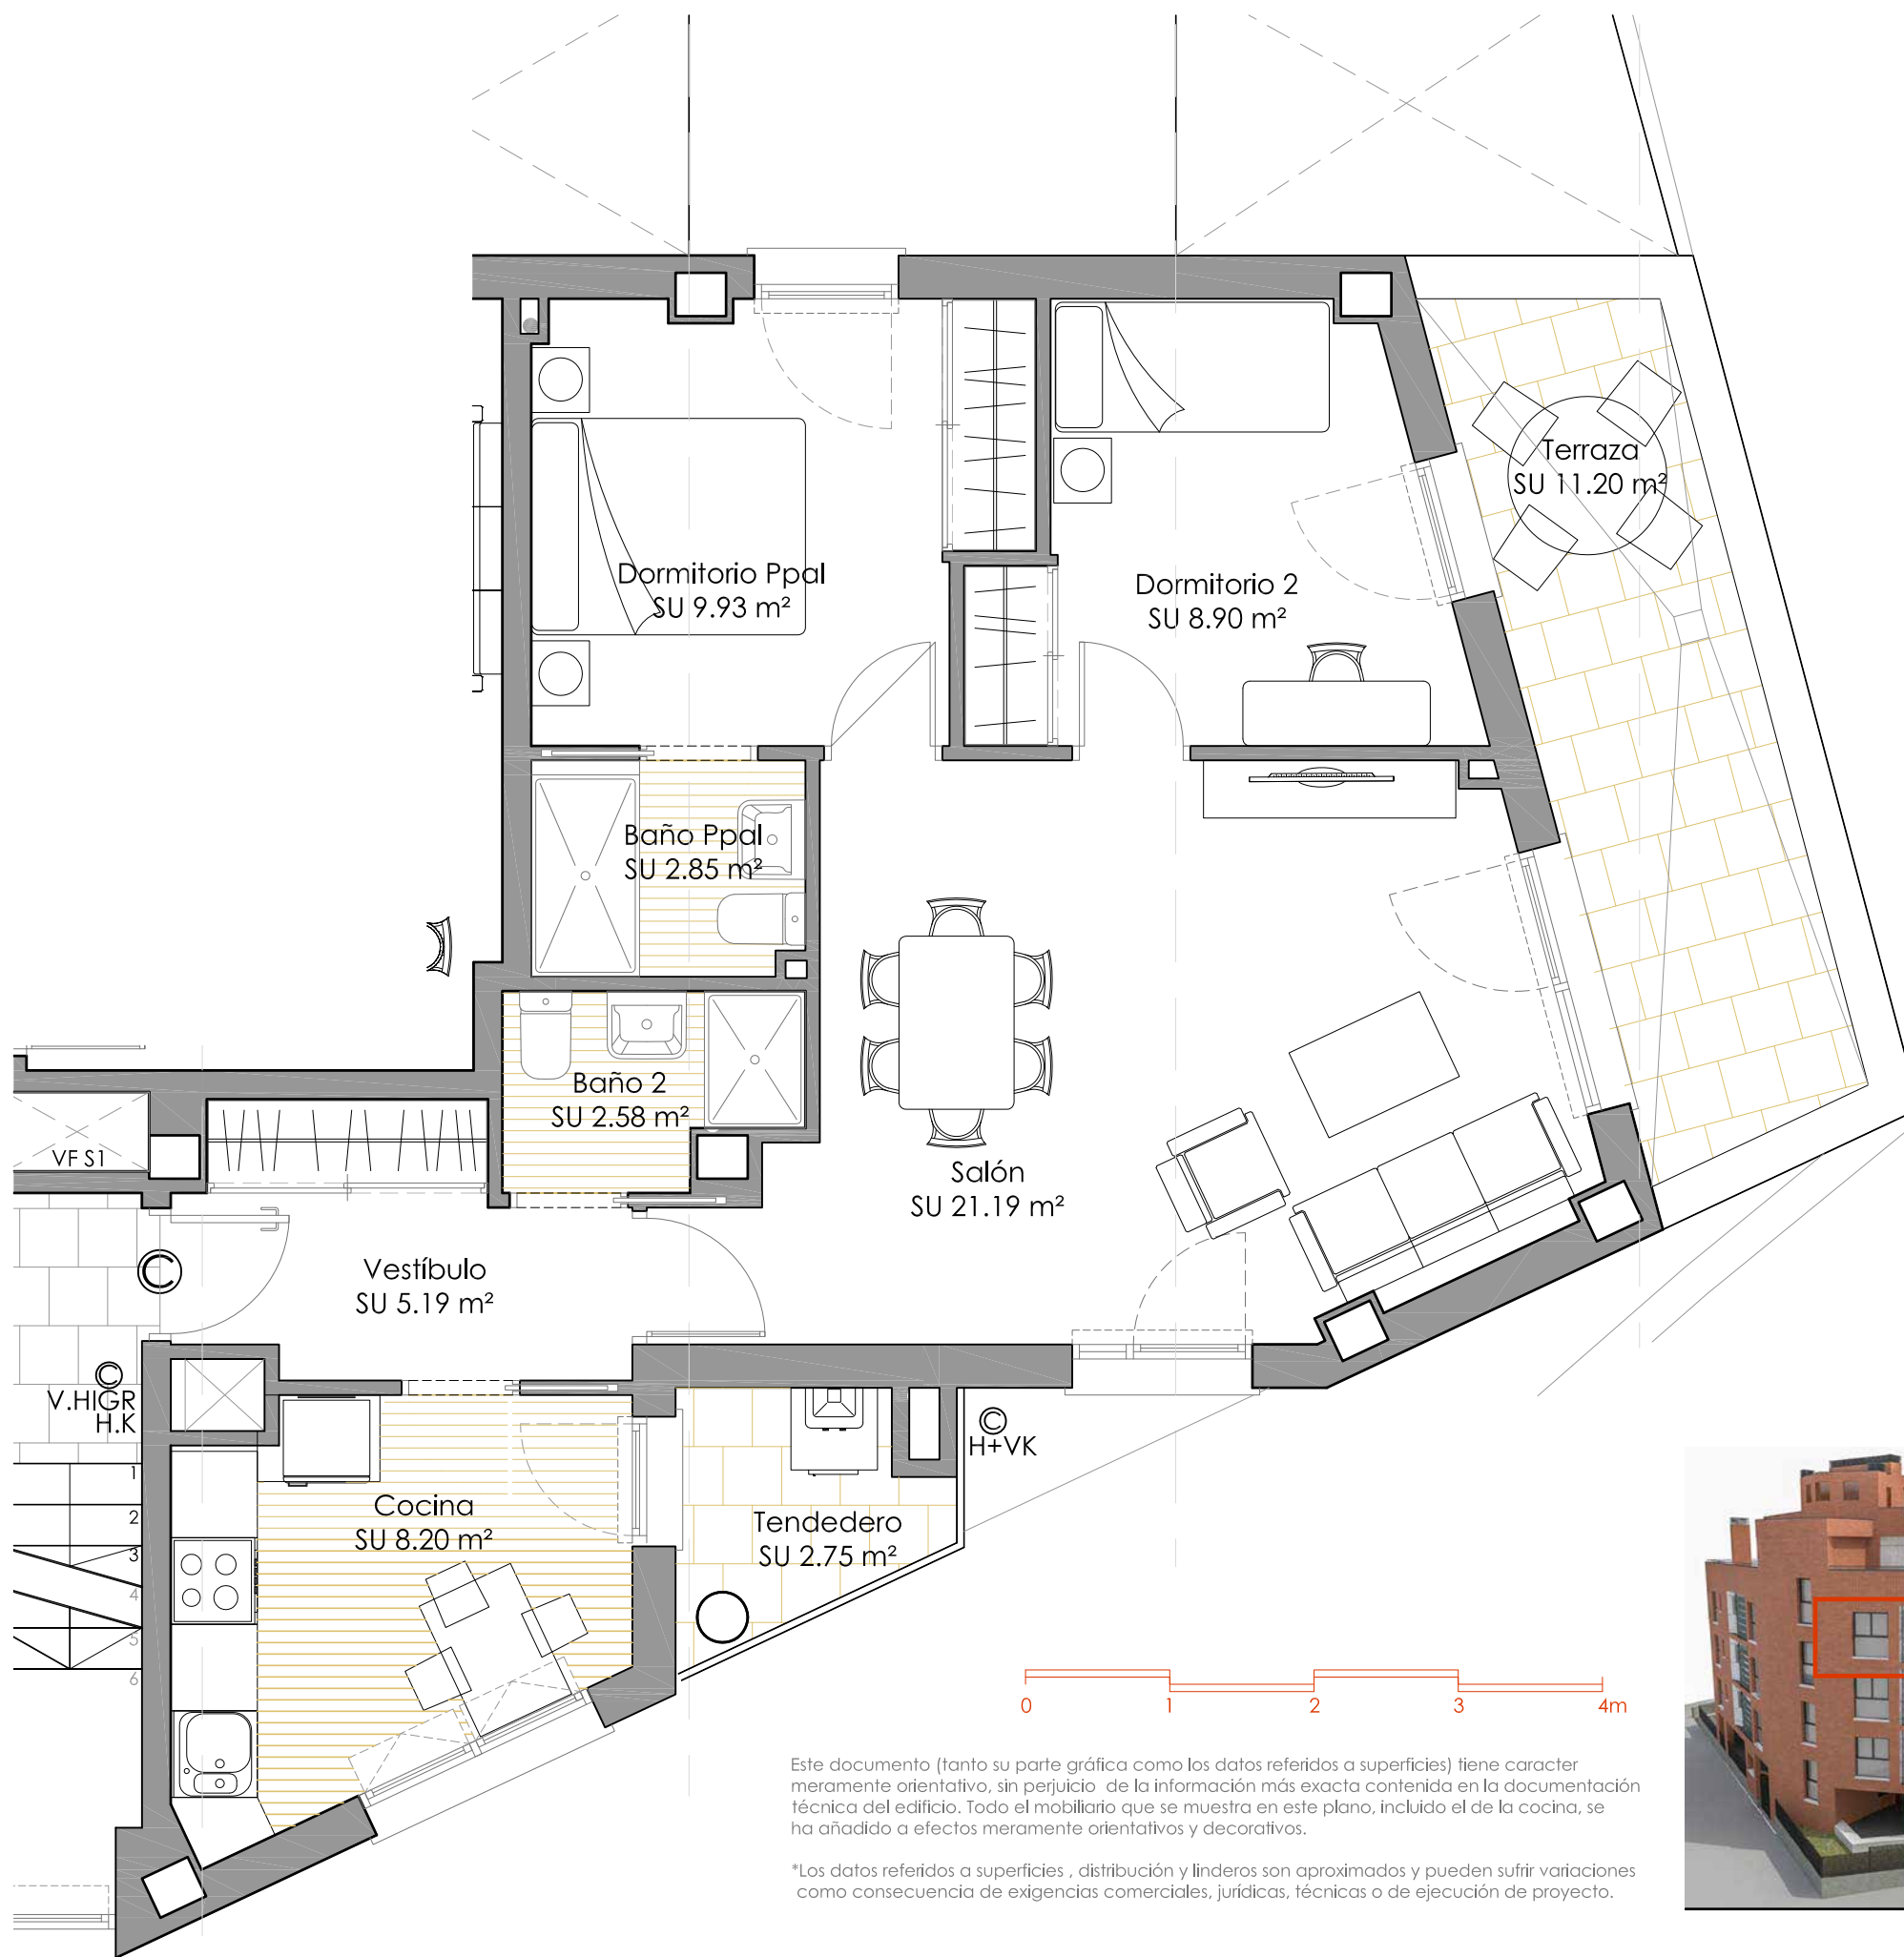 Terraza
SU 11.20 m²
Dormitorio Ppal
SU 9.93 m²
Dormitorio 2
SU 8.90 m²
Baño Ppal
SU 2.85 m²
Baño 2
SU 2.58 m²
VF S1
Salón
SU 21.19 m²
Vestíbulo
SU 5.19 m²
C
C
V.HIGR
H.K
C
H+VK
1
2
3
4
5
6
Cocina
SU 8.20 m²
Tendedero
SU 2.75 m²
0 1 2 3 4m
Este documento (tanto su parte gráfica como los datos referidos a superficies) tiene caracter
meramente orientativo, sin perjuicio de la información más exacta contenida en la documentación
técnica del edificio. Todo el mobiliario que se muestra en este plano, incluido el de la cocina, se
ha añadido a efectos meramente orientativos y decorativos.
*Los datos referidos a superficies , distribución y linderos son aproximados y pueden sufrir variaciones
como consecuencia de exigencias comerciales, jurídicas, técnicas o de ejecución de proyecto.